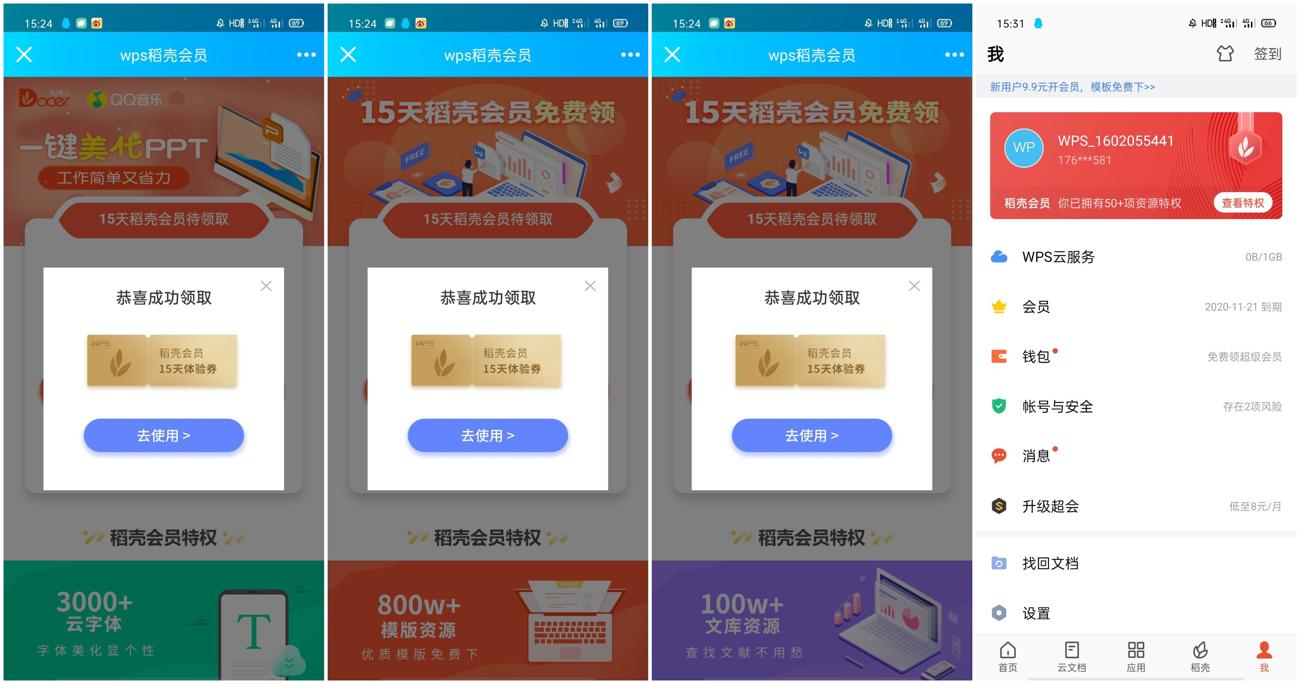 15:24
HD
4G
4G
69
wps稻壳会员
Docer
稻壳儿
QQ音乐
一键美化PPT
工作简单又省力
15天稻壳会员待领取
恭喜成功领取
WPS
稻壳会员
15天体验券
去使用 >
稻壳会员特权
3000+
云字体
字体美化显个性
T
15:24
HD
4G
4G
69
wps稻壳会员
15天稻壳会员免费领
FREE
W
15天稻壳会员待领取
恭喜成功领取
WPS
稻壳会员
15天体验券
去使用 >
稻壳会员特权
800w+
模版资源
优质模版免费下
15:24
HD
4G
4G
69
wps稻壳会员
15天稻壳会员免费领
FREE
W
15天稻壳会员待领取
恭喜成功领取
WPS
稻壳会员
15天体验券
去使用 >
稻壳会员特权
100w+
文库资源
查找文献不用愁
15:31
HD
4G
4G
66
我
签到
新用户9.9元开会员，模板免费下>>
WP
WPS_1602055441
176***581
稻壳会员 你已拥有50+项资源特权
查看特权
WPS云服务
0B/1GB
会员
2020-11-21 到期
钱包
免费领超级会员
帐号与安全
存在2项风险
消息
升级超会
低至8元/月
找回文档
设置
首页
云文档
应用
稻壳
我